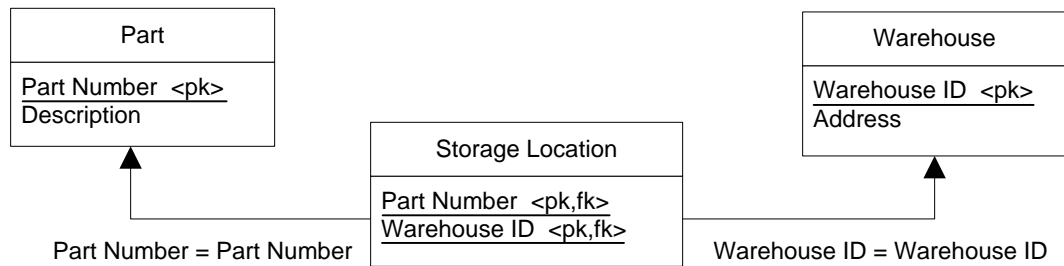 Part
Part Number <pk>
Description
Warehouse
Warehouse ID <pk>
Address
Storage Location
Part Number <pk,fk>
Warehouse ID <pk,fk>
Part Number = Part Number
Warehouse ID = Warehouse ID